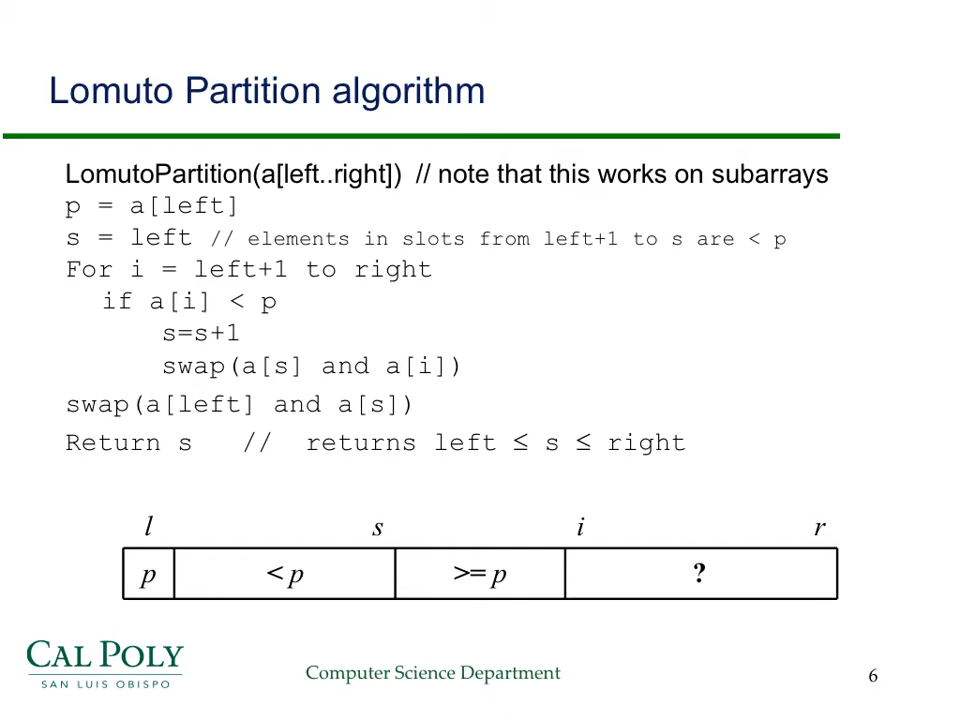 Lomuto Partition algorithm
LomutoPartition(a[left..right])  // note that this works on subarrays
p = a[left]
s = left // elements in slots from left+1 to s are < p
For i = left+1 to right
if a[i] < p
s=s+1
swap(a[s] and a[i])
swap(a[left] and a[s])
Return s   //  returns left ≤ s ≤ right
l s i r
p < p >= p ?
CAL POLY
SAN LUIS OBISPO
Computer Science Department
6